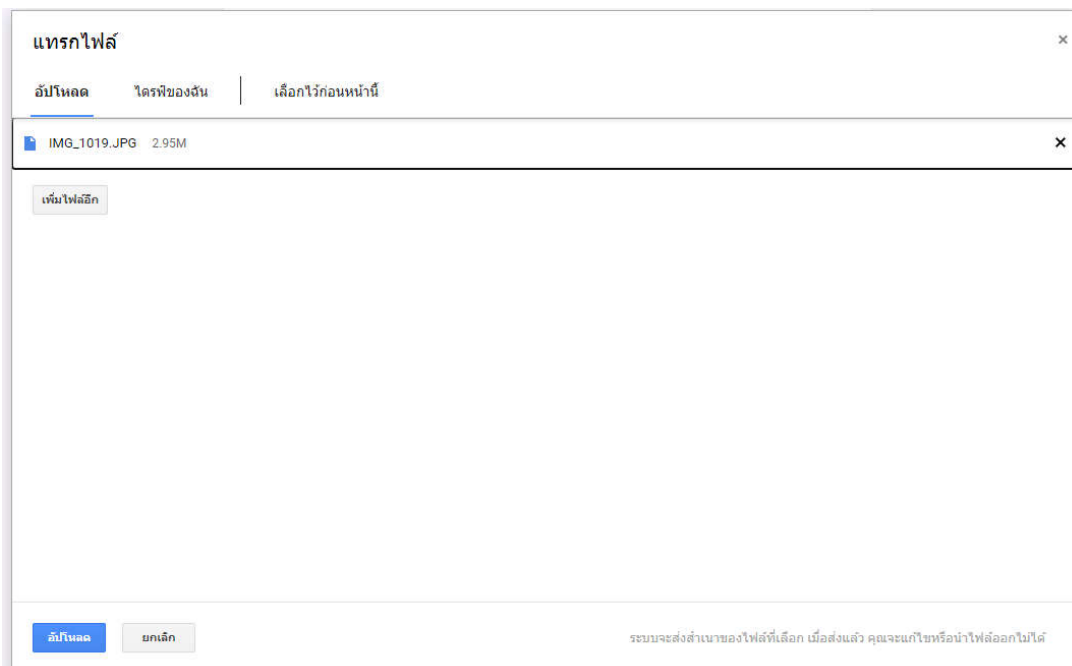 แทรกไฟล์
อัปโหลด ไดรฟ์ของฉัน เลือกไว้ก่อนหน้านี้
IMG_1019.JPG 2.95M
เพิ่มไฟล์อีก
อัปโหลด ยกเลิก ระบบจะส่งสำเนาของไฟล์ที่เลือก เมื่อส่งแล้ว คุณจะแก้ไขหรือนำไฟล์ออกไม่ได้